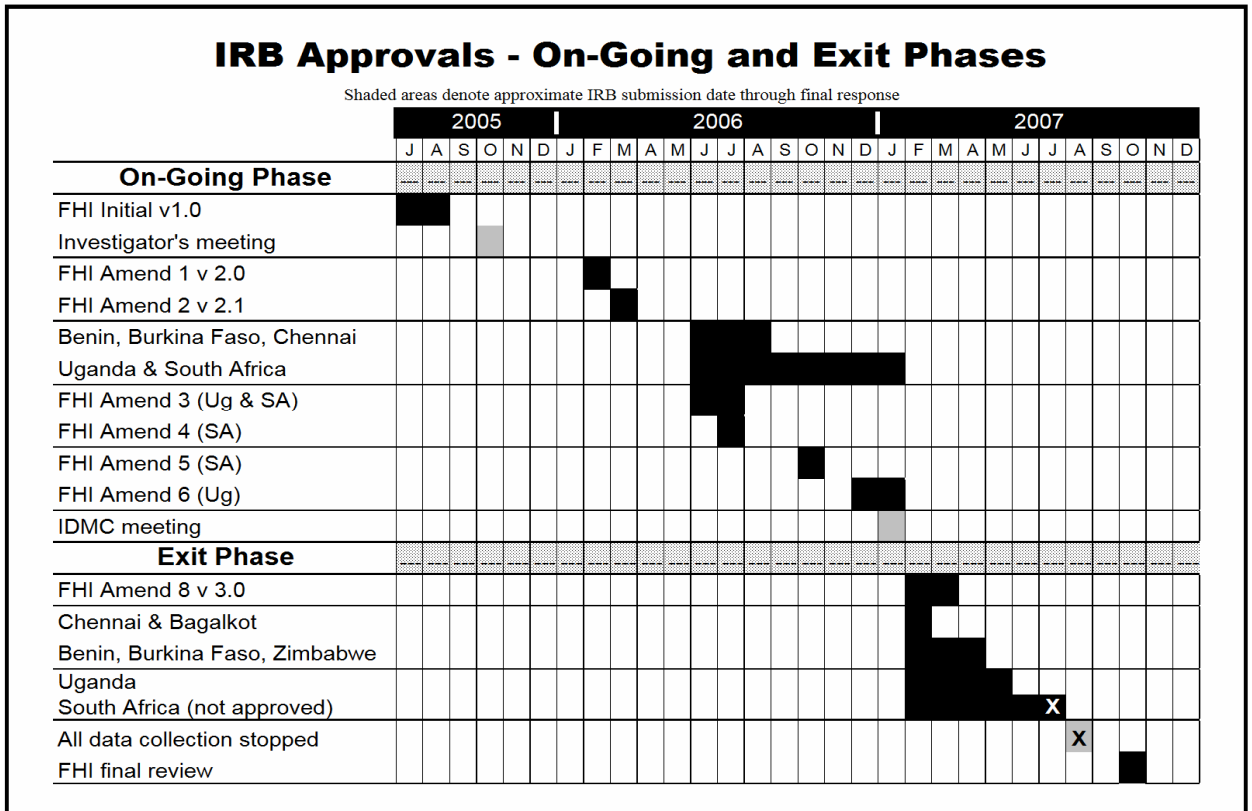 IRB Approvals - On-Going and Exit Phases
Shaded areas denote approximate IRB submission date through final response
2005 2006 2007
J A S O N D J F M A M J J A S O N D J F M A M J J A S O N D
On-Going Phase --- --- --- --- --- --- --- --- --- --- --- --- --- --- --- --- --- --- --- --- --- --- --- --- --- --- --- --- --- ---
FHI Initial v1.0
Investigator's meeting
FHI Amend 1 v 2.0
FHI Amend 2 v 2.1
Benin, Burkina Faso, Chennai
Uganda & South Africa
FHI Amend 3 (Ug & SA)
FHI Amend 4 (SA)
FHI Amend 5 (SA)
FHI Amend 6 (Ug)
IDMC meeting
Exit Phase --- --- --- --- --- --- --- --- --- --- --- --- --- --- --- --- --- --- --- --- --- --- --- --- --- --- --- --- --- ---
FHI Amend 8 v 3.0
Chennai & Bagalkot
Benin, Burkina Faso, Zimbabwe
Uganda
South Africa (not approved) X
All data collection stopped X
FHI final review